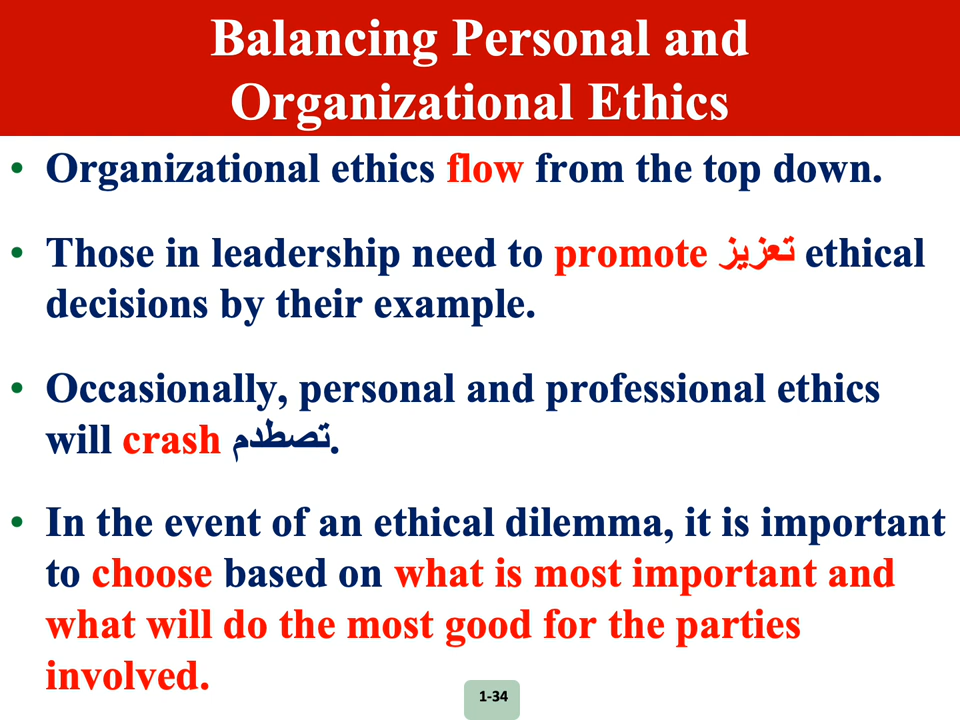 Balancing Personal and
Organizational Ethics
• Organizational ethics flow from the top down.
• Those in leadership need to promote تعزيز ethical
decisions by their example.
• Occasionally, personal and professional ethics
will crash تصطدم.
• In the event of an ethical dilemma, it is important
to choose based on what is most important and
what will do the most good for the parties
involved.
1-34